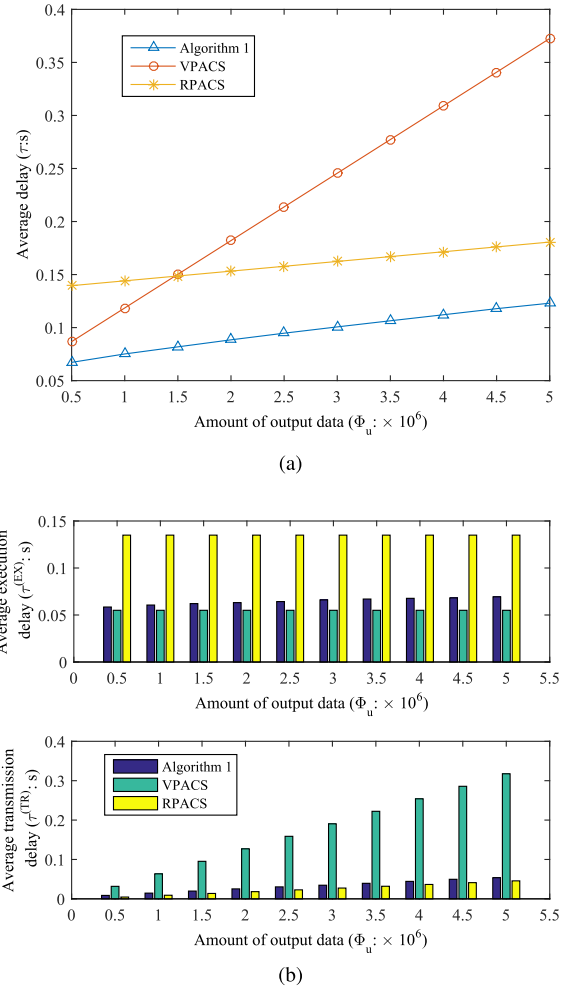 0.4
0.35
0.3
0.25
0.2
0.15
0.1
0.05
Average delay (τ:s)
Algorithm 1
VPACS
RPACS
0.5 1 1.5 2 2.5 3 3.5 4 4.5 5
Amount of output data (Φu: × 10^6)
(a)
0.15
0.1
0.05
0
Average execution
delay (τ^(EX): s)
0 0.5 1 1.5 2 2.5 3 3.5 4 4.5 5 5.5
Amount of output data (Φu: × 10^6)
0.4
0.3
0.2
0.1
0
Average transmission
delay (τ^(TR): s)
Algorithm 1
VPACS
RPACS
0 0.5 1 1.5 2 2.5 3 3.5 4 4.5 5 5.5
Amount of output data (Φu: × 10^6)
(b)